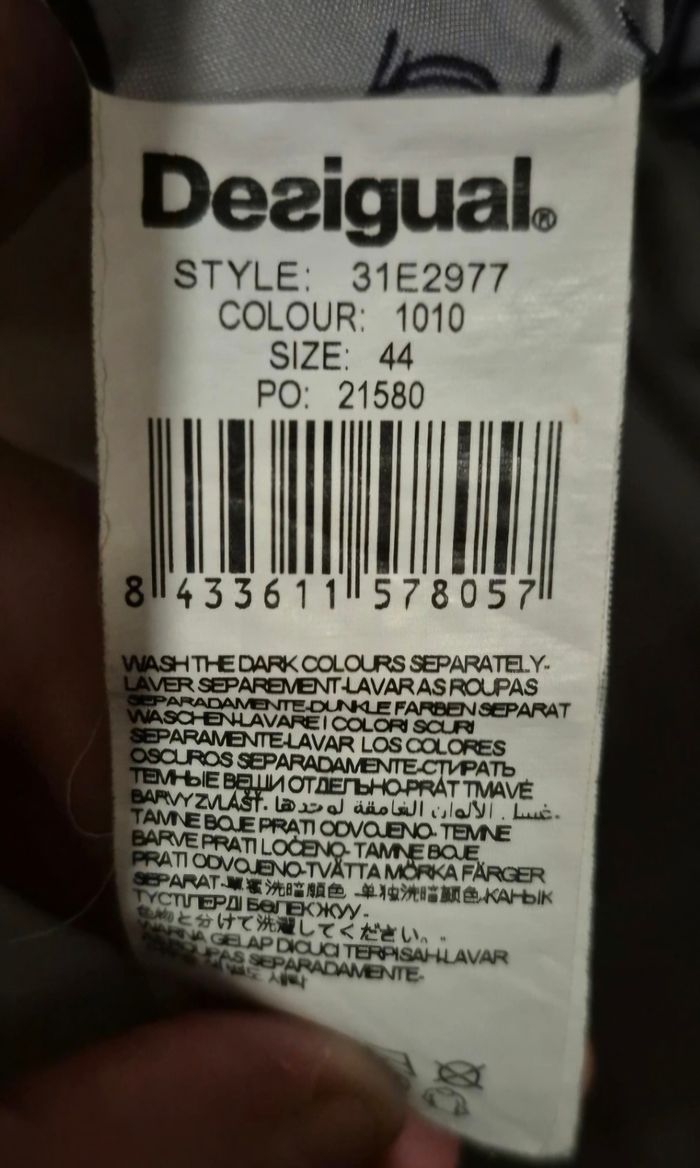 Desigual®
STYLE: 31E2977
COLOUR: 1010
SIZE: 44
PO: 21580
8 433611 578057
WASH THE DARK COLOURS SEPARATELY-
LAVER SEPAREMENT-LAVAR AS ROUPAS
SEPARADAMENTE-DUNKLE FARBEN SEPARAT
WASCHEN-LAVARE I COLORI SCURI
SEPARAMENTE-LAVAR LOS COLORES
OSCUROS SEPARADAMENTE-СТИРАТЬ
ТЕМНЫЕ ВЕЩИ ОТДЕЛЬНО-PRÁT TMAVÉ
BARVY ZVLÁŠŤ. غسل الألوان الغامقة لوحدها.
TAMNE BOJE PRATI ODVOJENO- TEMNE
BARVE PRATI LOČENO- TAMNE BOJE
PRATI ODVOJENO-TVÄTTA MÖRKA FÄRGER
SEPARAT-單獨洗暗顏色-单独洗暗颜色-КАНЫК
ТҮСТІЛЕРДІ БӨЛЕК ЖУУ-
色物と分けて洗濯してください。-
WARNA GELAP DICUCI TERPISAH-LAVAR
ROUPAS SEPARADAMENTE-
세탁